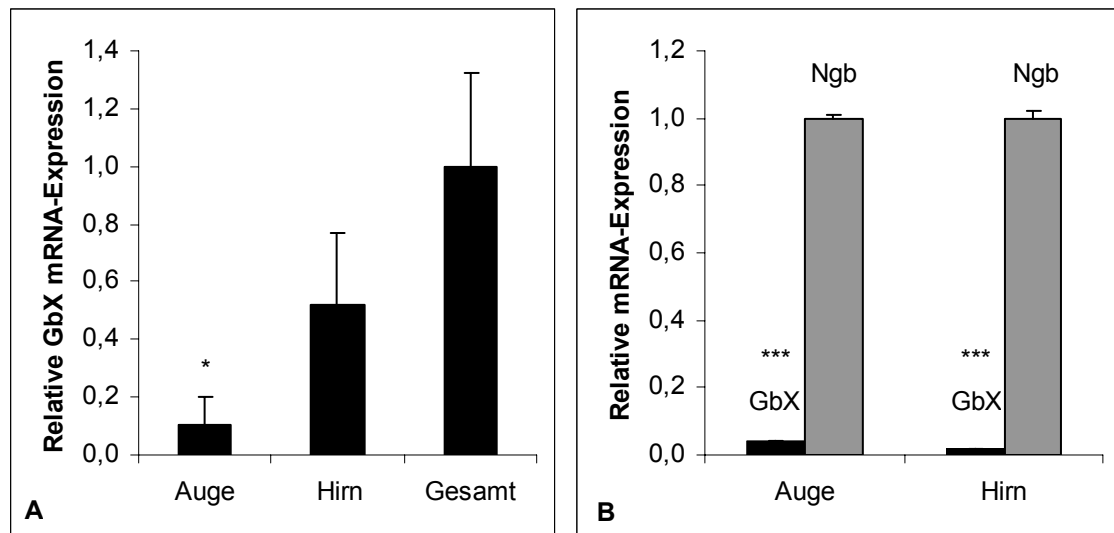 Relative GbX mRNA-Expression
1,4
1,2
1,0
0,8
0,6
0,4
0,2
0,0
*
Auge Hirn Gesamt
A
Relative mRNA-Expression
1,2
1,0
0,8
0,6
0,4
0,2
0,0
Ngb Ngb
*** ***
GbX GbX
Auge Hirn
B